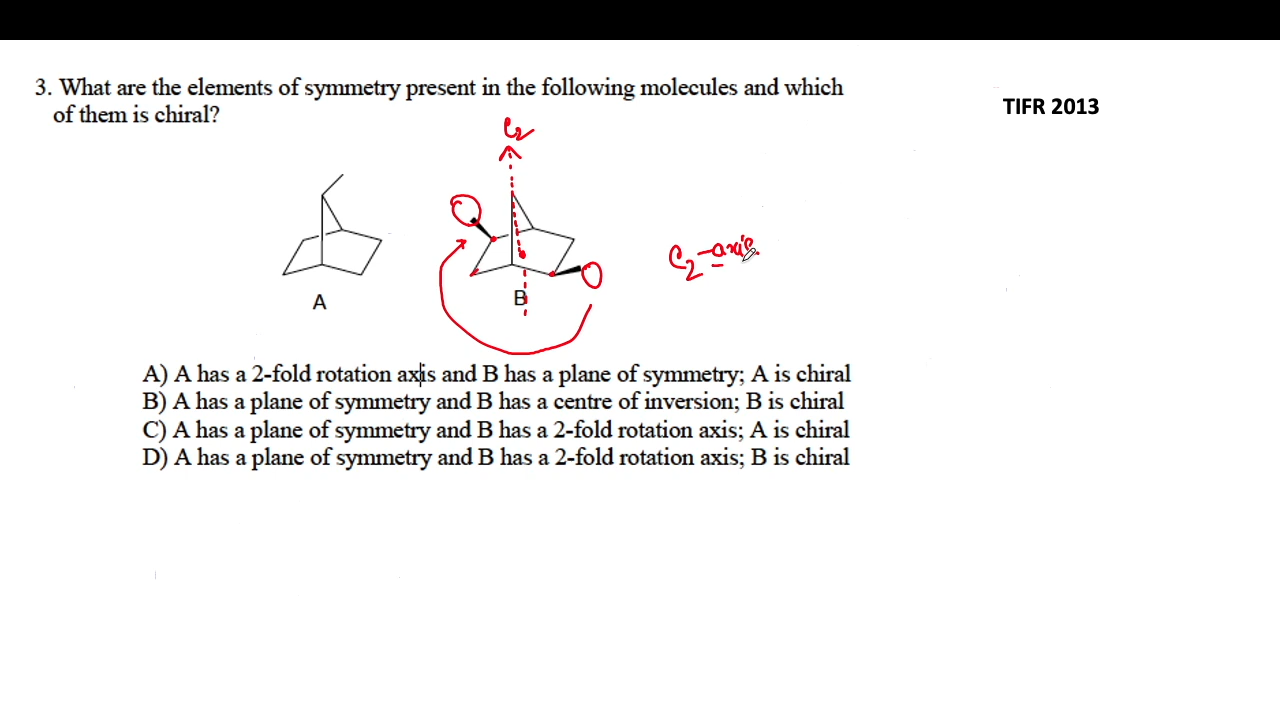 3. What are the elements of symmetry present in the following molecules and which
of them is chiral?
TIFR 2013
C2
C2-axis
A
B
A) A has a 2-fold rotation axis and B has a plane of symmetry; A is chiral
B) A has a plane of symmetry and B has a centre of inversion; B is chiral
C) A has a plane of symmetry and B has a 2-fold rotation axis; A is chiral
D) A has a plane of symmetry and B has a 2-fold rotation axis; B is chiral